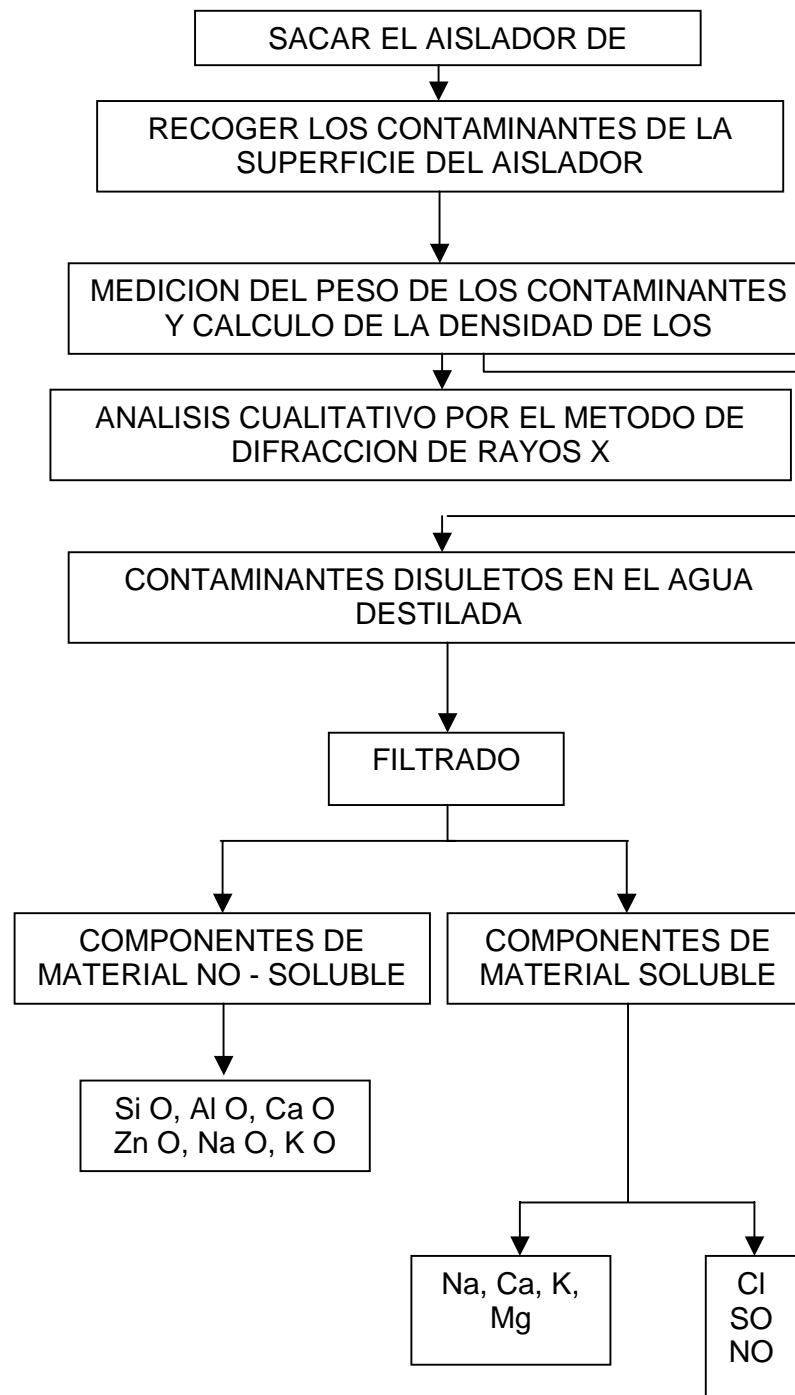 SACAR EL AISLADOR DE
RECOGER LOS CONTAMINANTES DE LA
SUPERFICIE DEL AISLADOR
MEDICION DEL PESO DE LOS CONTAMINANTES
Y CALCULO DE LA DENSIDAD DE LOS
ANALISIS CUALITATIVO POR EL METODO DE
DIFRACCION DE RAYOS X
CONTAMINANTES DISULETOS EN EL AGUA
DESTILADA
FILTRADO
COMPONENTES DE
MATERIAL NO - SOLUBLE
COMPONENTES DE
MATERIAL SOLUBLE
Si O, Al O, Ca O
Zn O, Na O, K O
Na, Ca, K,
Mg
Cl
SO
NO